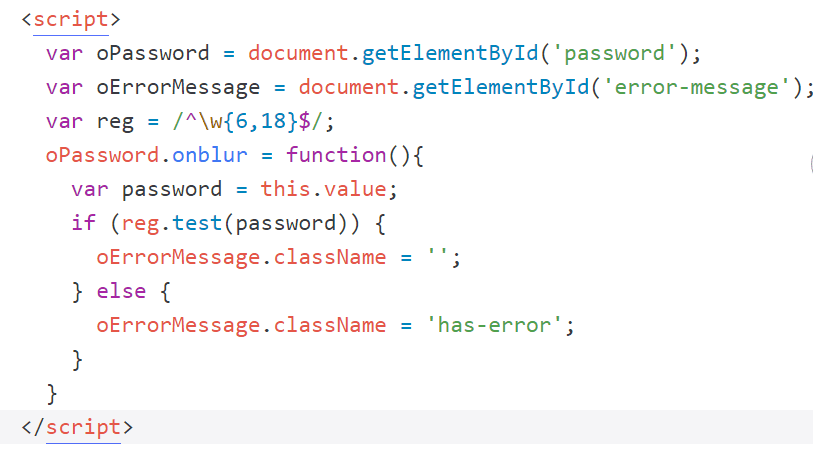 <script>
var oPassword = document.getElementById('password');
var oErrorMessage = document.getElementById('error-message');
var reg = /^\w{6,18}$/;
oPassword.onblur = function(){
var password = this.value;
if (reg.test(password)) {
oErrorMessage.className = '';
} else {
oErrorMessage.className = 'has-error';
}
}
</script>